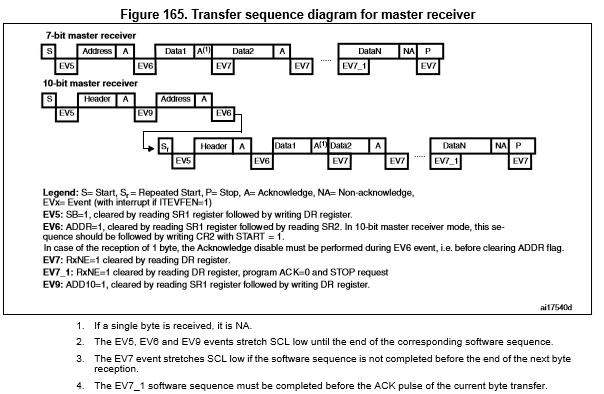 Figure 165. Transfer sequence diagram for master receiver
7-bit master receiver
S Address A Data1 A(1) Data2 A DataN NA P
EV5 EV6 EV7 EV7 ..... EV7_1 EV7
10-bit master receiver
S Header A Address A
EV5 EV9 EV6
Sr Header A Data1 A(1) Data2 A DataN NA P
EV5 EV6 EV7 EV7 ..... EV7_1 EV7
Legend: S= Start, Sr = Repeated Start, P= Stop, A= Acknowledge, NA= Non-acknowledge,
EVx= Event (with interrupt if ITEVFEN=1)
EV5: SB=1, cleared by reading SR1 register followed by writing DR register.
EV6: ADDR=1, cleared by reading SR1 register followed by reading SR2. In 10-bit master receiver mode, this se-
quence should be followed by writing CR2 with START = 1.
In case of the reception of 1 byte, the Acknowledge disable must be performed during EV6 event, i.e. before clearing ADDR flag.
EV7: RxNE=1 cleared by reading DR register.
EV7_1: RxNE=1 cleared by reading DR register, program ACK=0 and STOP request
EV9: ADD10=1, cleared by reading SR1 register followed by writing DR register.
ai17540d
1. If a single byte is received, it is NA.
2. The EV5, EV6 and EV9 events stretch SCL low until the end of the corresponding software sequence.
3. The EV7 event stretches SCL low if the software sequence is not completed before the end of the next byte
reception.
4. The EV7_1 software sequence must be completed before the ACK pulse of the current byte transfer.